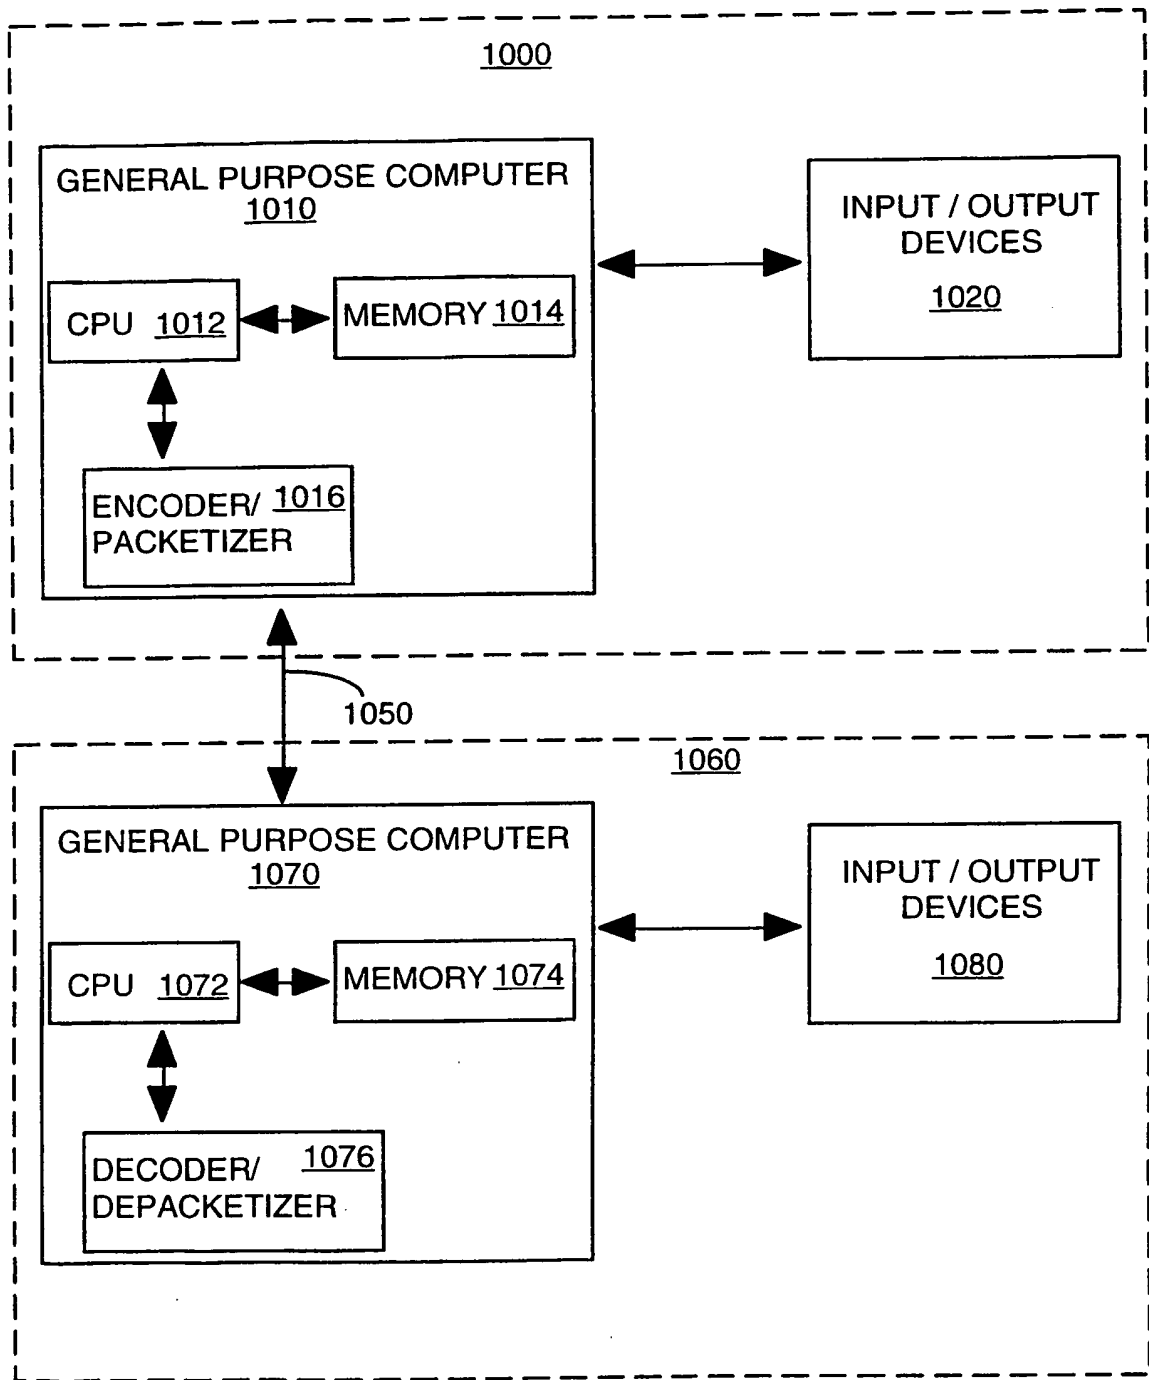 1000
GENERAL PURPOSE COMPUTER
1010
INPUT / OUTPUT
DEVICES
1020
CPU 1012
MEMORY 1014
ENCODER/ 1016
PACKETIZER
1050
1060
GENERAL PURPOSE COMPUTER
1070
INPUT / OUTPUT
DEVICES
1080
CPU 1072
MEMORY 1074
DECODER/ 1076
DEPACKETIZER